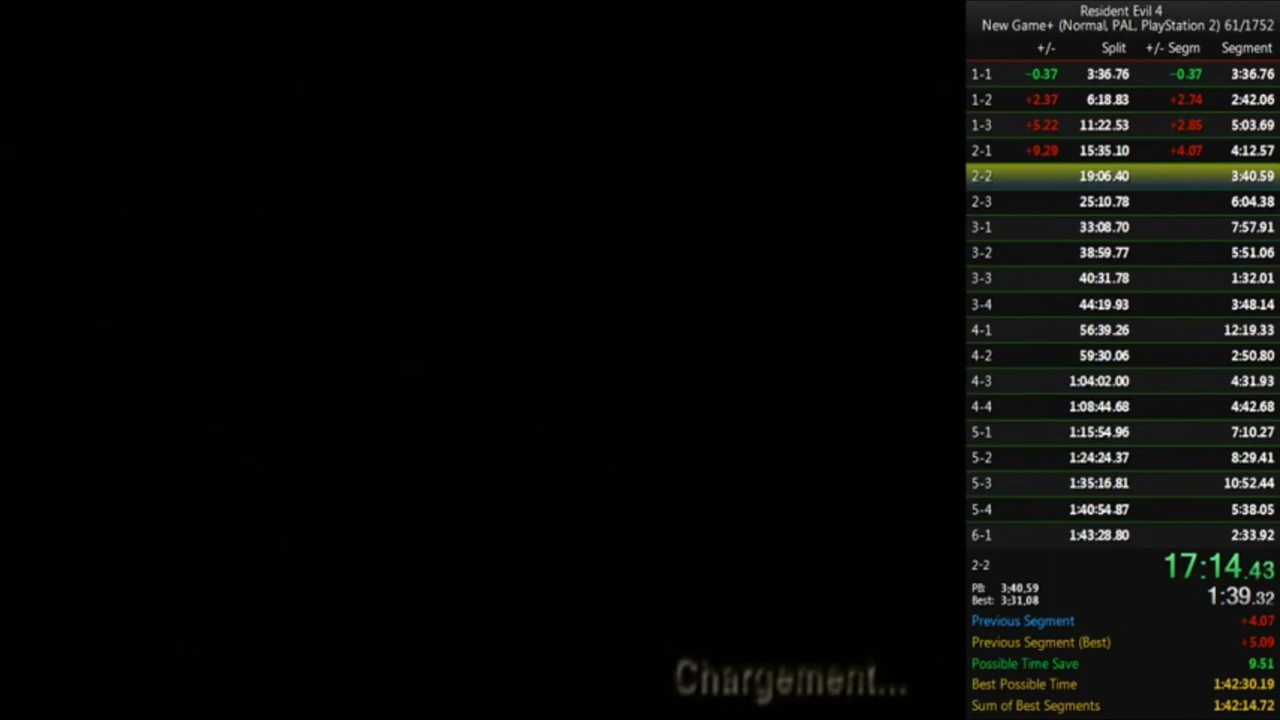 Resident Evil 4
New Game+ (Normal, PAL, PlayStation 2) 61/1752
+/- Split +/- Segm Segment
1-1 −0.37 3:36.76 −0.37 3:36.76
1-2 +2.37 6:18.83 +2.74 2:42.06
1-3 +5.22 11:22.53 +2.85 5:03.69
2-1 +9.29 15:35.10 +4.07 4:12.57
2-2 19:06.40 3:40.59
2-3 25:10.78 6:04.38
3-1 33:08.70 7:57.91
3-2 38:59.77 5:51.06
3-3 40:31.78 1:32.01
3-4 44:19.93 3:48.14
4-1 56:39.26 12:19.33
4-2 59:30.06 2:50.80
4-3 1:04:02.00 4:31.93
4-4 1:08:44.68 4:42.68
5-1 1:15:54.96 7:10.27
5-2 1:24:24.37 8:29.41
5-3 1:35:16.81 10:52.44
5-4 1:40:54.87 5:38.05
6-1 1:43:28.80 2:33.92
2-2 17:14.43
PB: 3:40.59
Best: 3:31.08 1:39.32
Previous Segment +4.07
Previous Segment (Best) +5.09
Possible Time Save 9.51
Best Possible Time 1:42:30.19
Sum of Best Segments 1:42:14.72
Chargement...